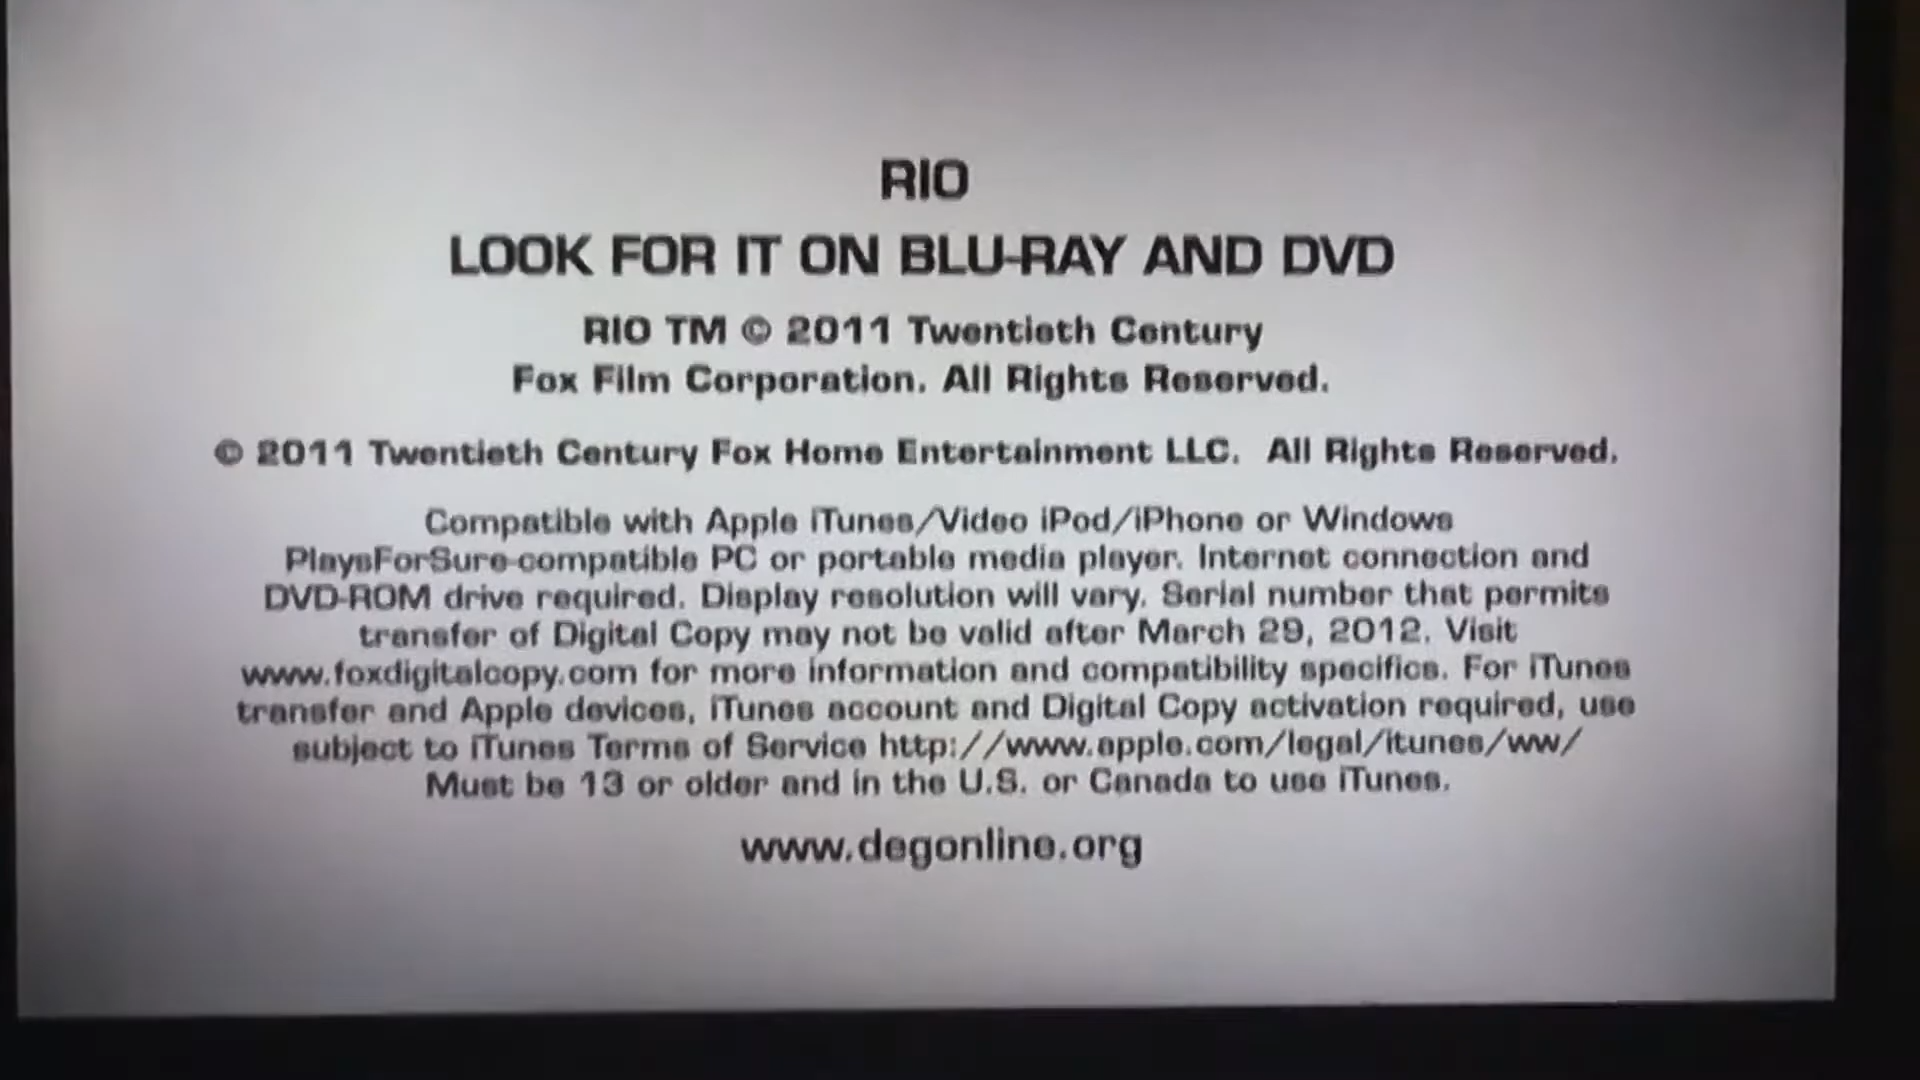 RIO
LOOK FOR IT ON BLU-RAY AND DVD
RIO TM © 2011 Twentieth Century
Fox Film Corporation. All Rights Reserved.
© 2011 Twentieth Century Fox Home Entertainment LLC. All Rights Reserved.
Compatible with Apple iTunes/Video iPod/iPhone or Windows
PlaysForSure-compatible PC or portable media player. Internet connection and
DVD-ROM drive required. Display resolution will vary. Serial number that permits
transfer of Digital Copy may not be valid after March 29, 2012. Visit
www.foxdigitalcopy.com for more information and compatibility specifics. For iTunes
transfer and Apple devices, iTunes account and Digital Copy activation required, use
subject to iTunes Terms of Service http://www.apple.com/legal/itunes/ww/
Must be 13 or older and in the U.S. or Canada to use iTunes.
www.degonline.org